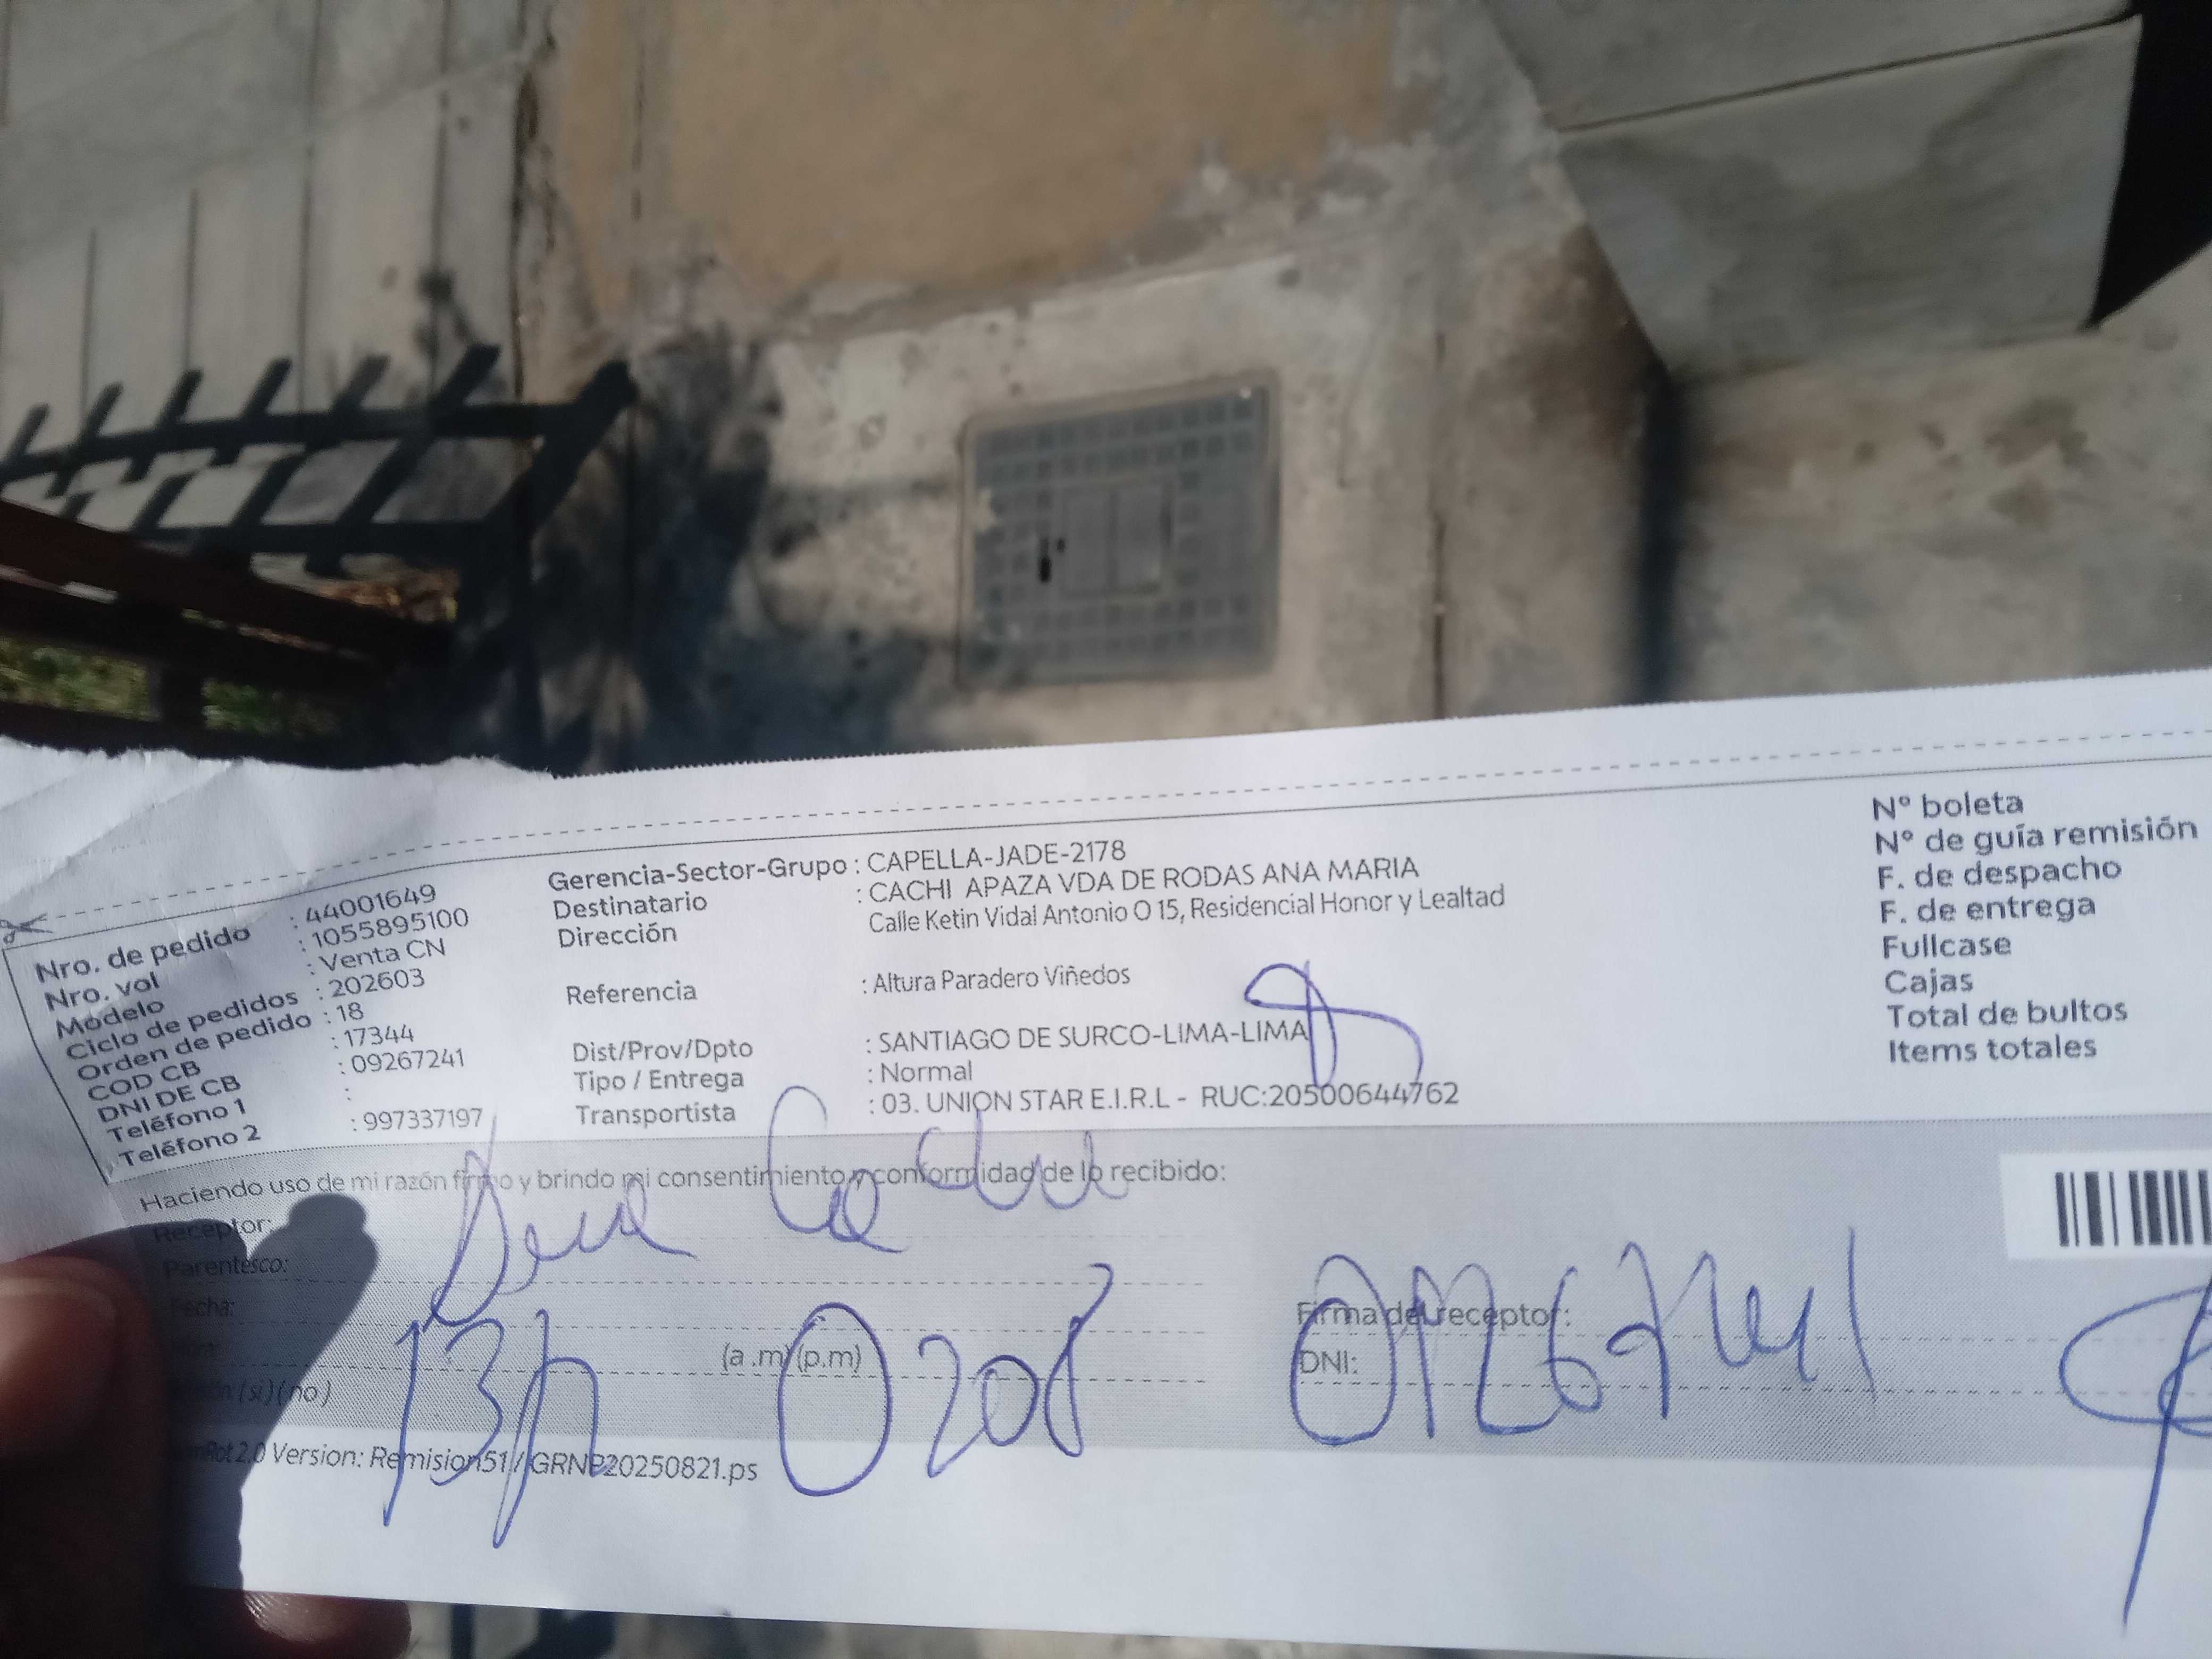 Nro. de pedido : 44001649
Nro. vol : 1055895100
Modelo : Venta CN
Ciclo de pedidos : 202603
Orden de pedido : 18
COD CB : 17344
DNI DE CB : 09267241
Teléfono 1 :
Teléfono 2 : 997337197
Gerencia-Sector-Grupo : CAPELLA-JADE-2178
Destinatario : CACHI APAZA VDA DE RODAS ANA MARIA
Dirección Calle Ketin Vidal Antonio O 15, Residencial Honor y Lealtad
Referencia : Altura Paradero Viñedos
Dist/Prov/Dpto : SANTIAGO DE SURCO-LIMA-LIMA
Tipo / Entrega : Normal
Transportista : 03. UNION STAR E.I.R.L - RUC:20500644762
N° boleta
N° de guía remisión
F. de despacho
F. de entrega
Fullcase
Cajas
Total de bultos
Items totales
Haciendo uso de mi razón firmo y brindo mi consentimiento y conformidad de lo recibido:
Receptor:
Parentesco:
Fecha:
(a.m) (p.m)
(si) (no)
Firma del receptor:
DNI:
2.0 Version: Remision51 / GRNP20250821.ps